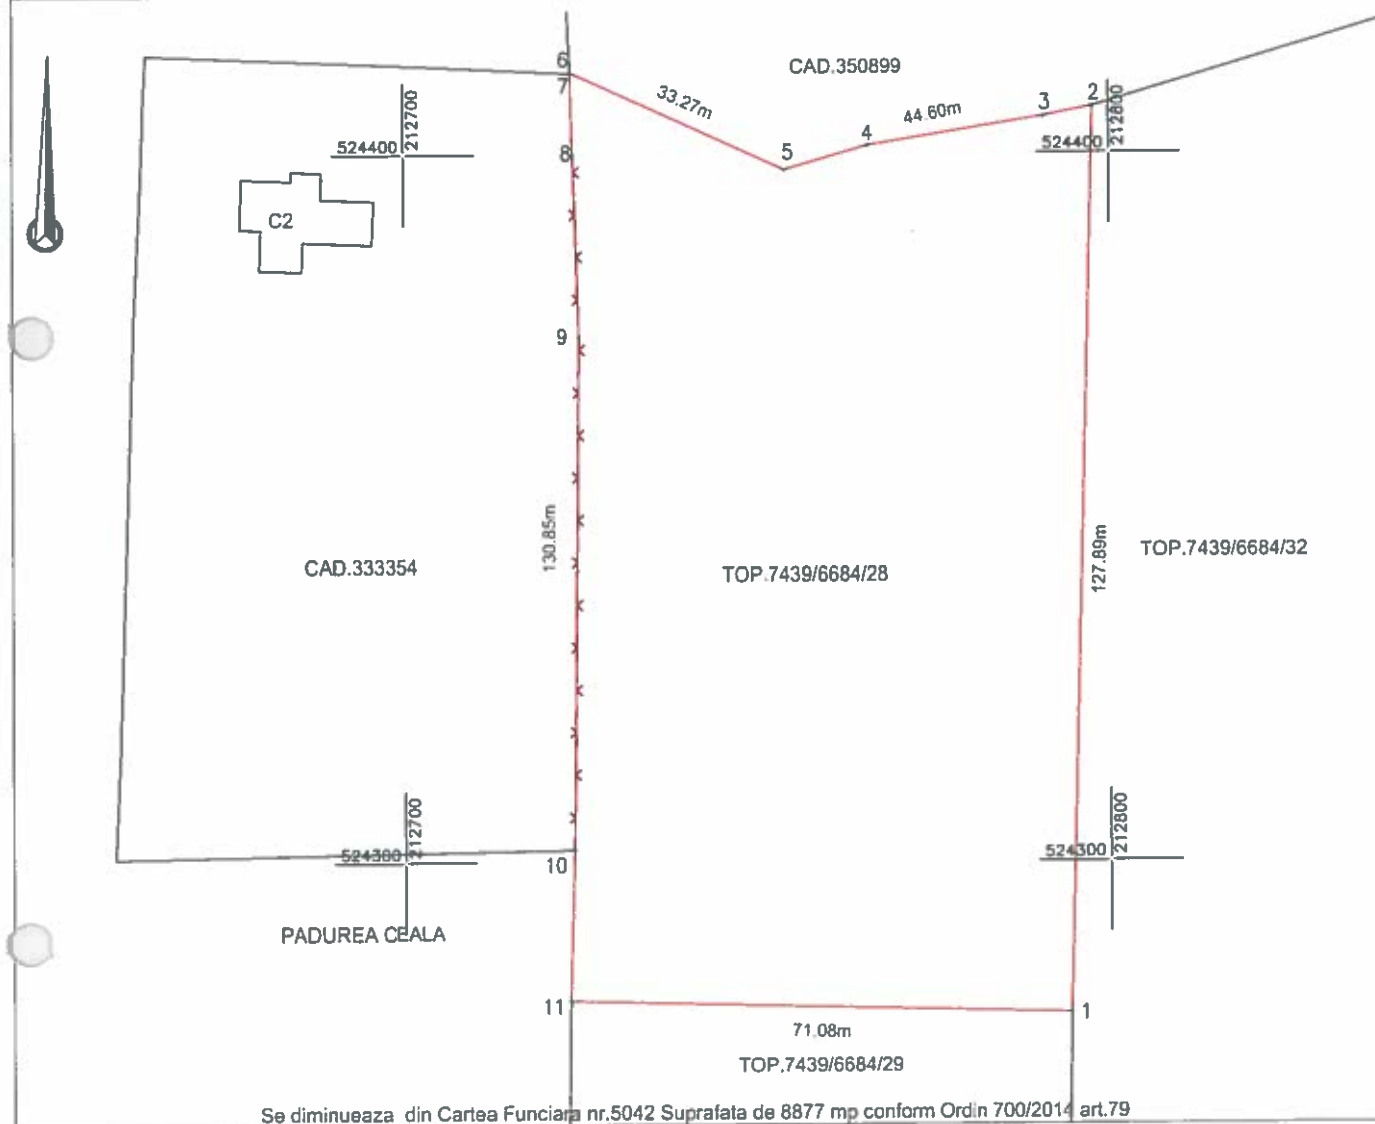 CAD.350899
6
7
33.27m
5
4
44.60m
3
2
212800
524400
212700
524400
8
C2
9
130.85m
CAD.333354
TOP.7439/6684/28
127.89m
TOP.7439/6684/32
212700
524300
10
212800
524300
PADUREA CEALA
11
1
71.08m
TOP.7439/6684/29
Se diminueaza din Cartea Funciara nr.5042 Suprafata de 8877 mp conform Ordin 700/2014 art.79